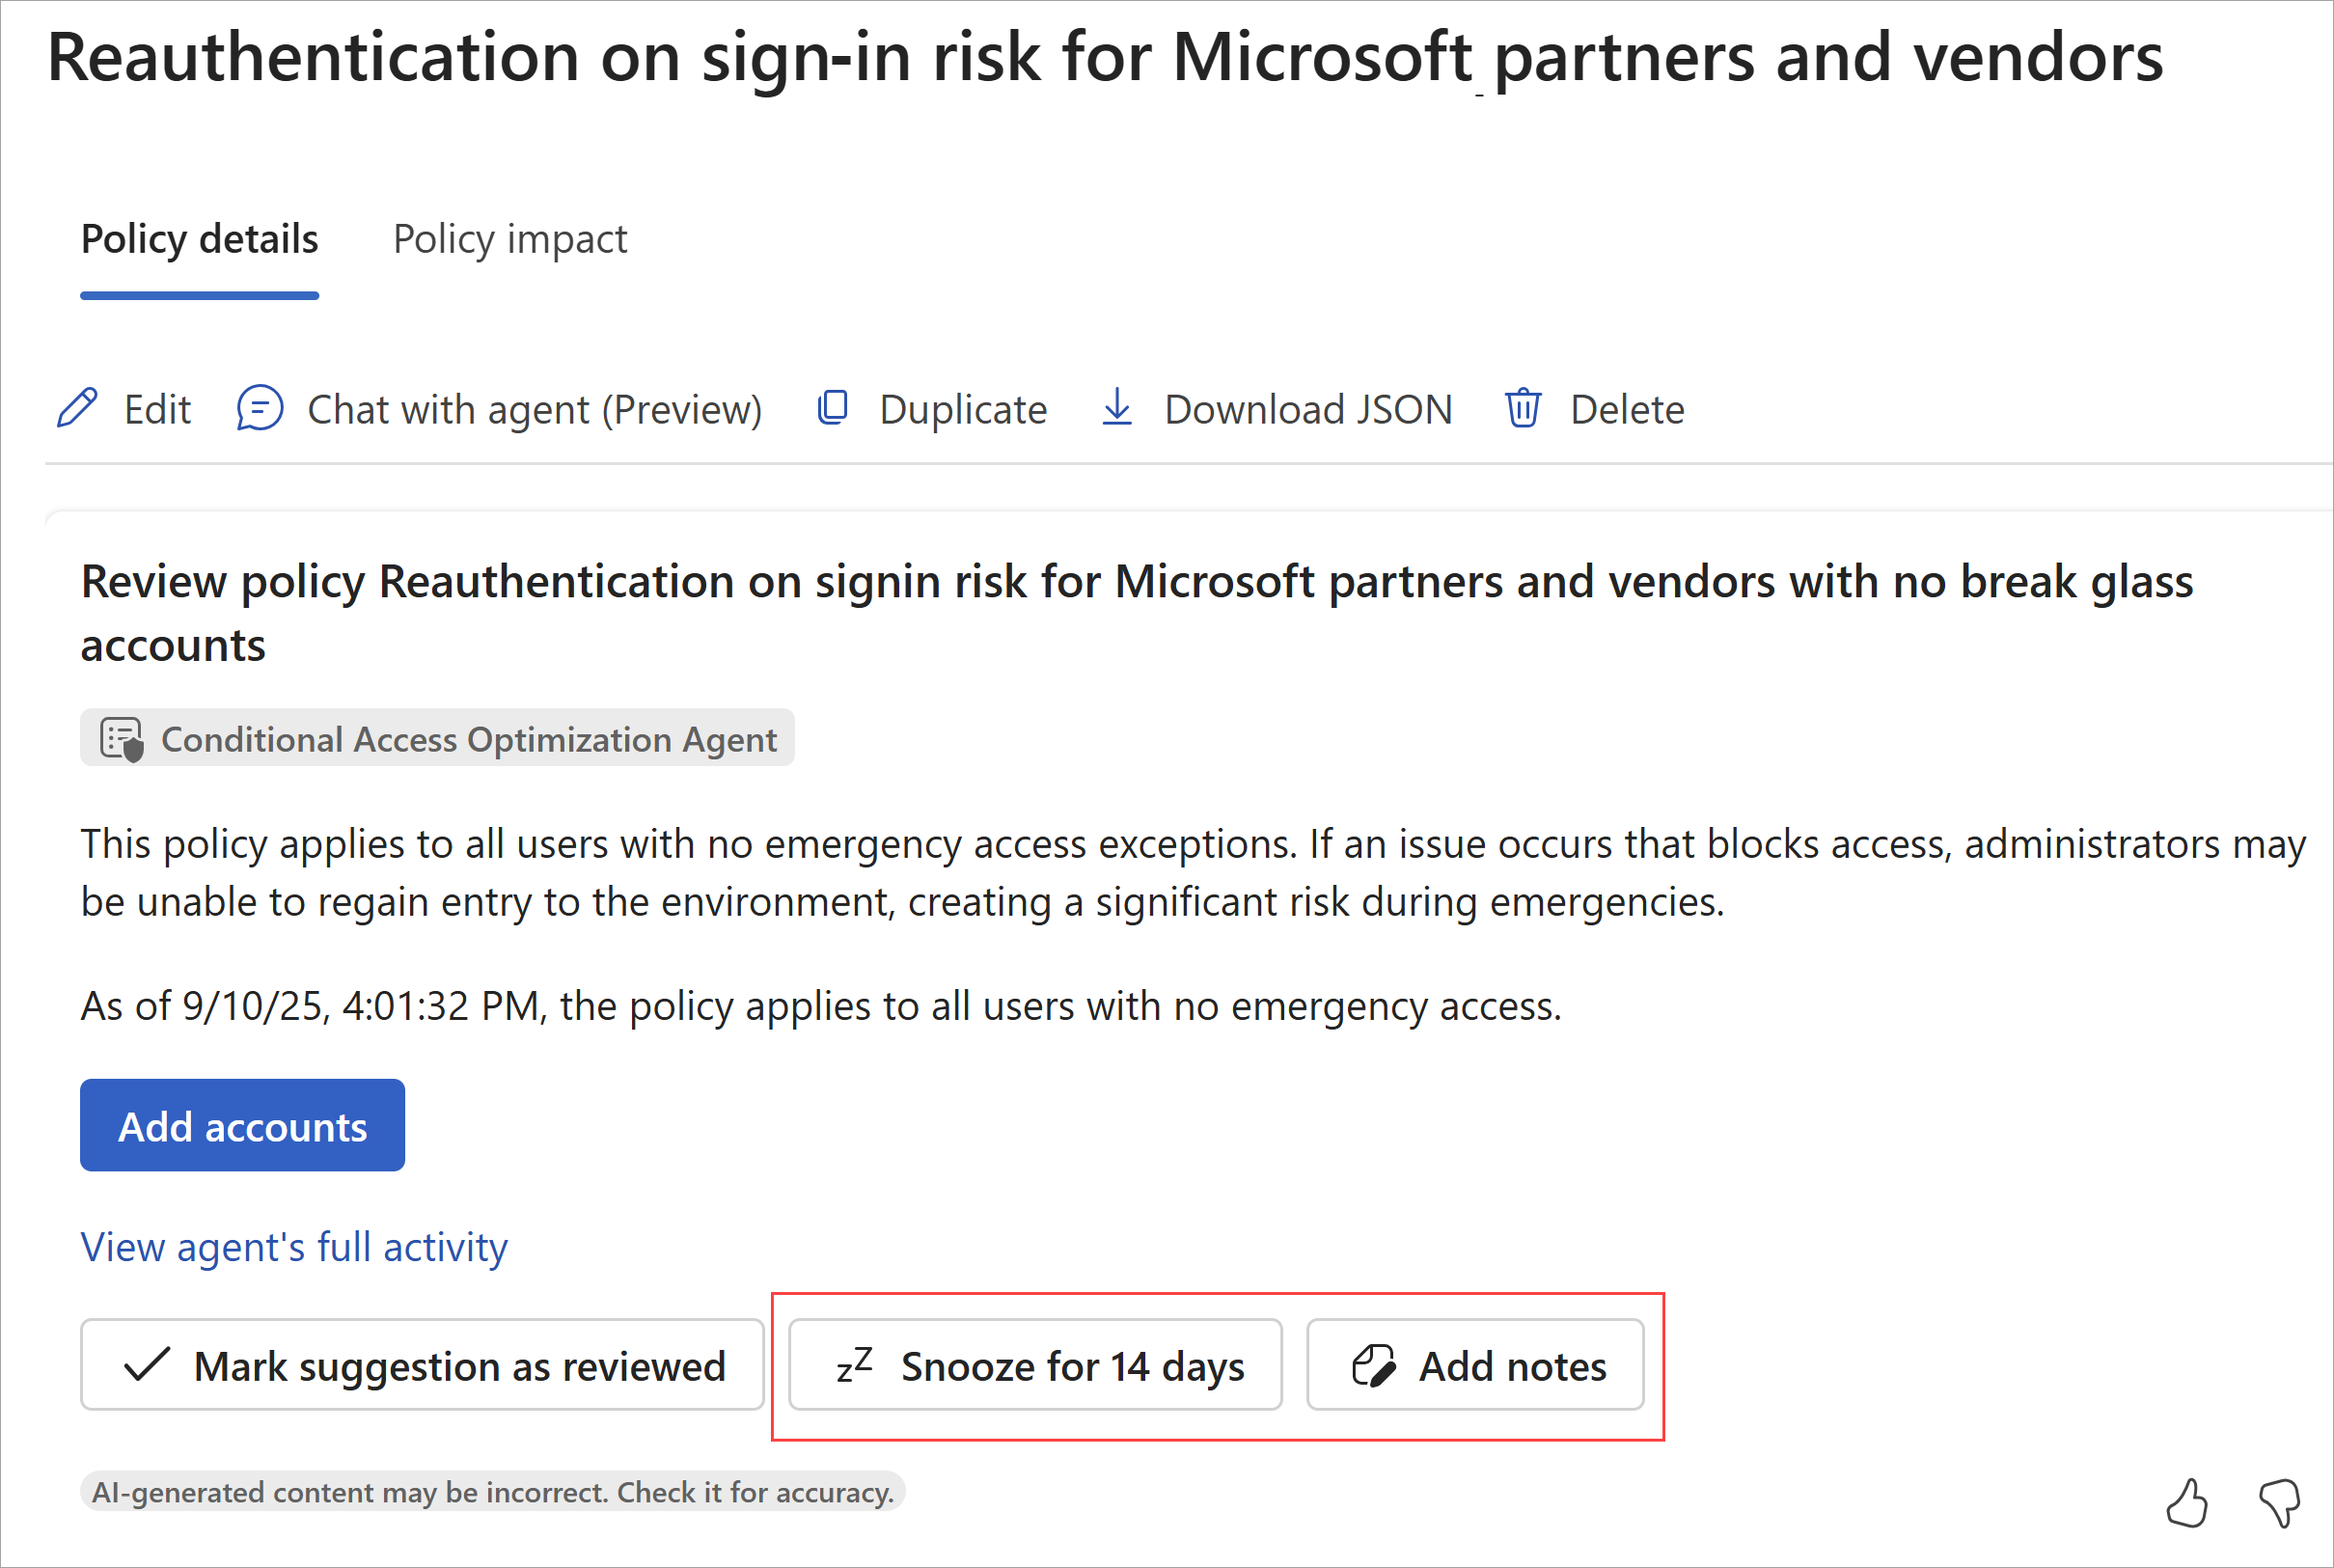 Reauthentication on sign-in risk for Microsoft partners and vendors
Policy details Policy impact
Edit Chat with agent (Preview) Duplicate Download JSON Delete
Review policy Reauthentication on signin risk for Microsoft partners and vendors with no break glass
accounts
Conditional Access Optimization Agent
This policy applies to all users with no emergency access exceptions. If an issue occurs that blocks access, administrators may
be unable to regain entry to the environment, creating a significant risk during emergencies.
As of 9/10/25, 4:01:32 PM, the policy applies to all users with no emergency access.
Add accounts
View agent's full activity
Mark suggestion as reviewed zZ Snooze for 14 days Add notes
AI-generated content may be incorrect. Check it for accuracy.